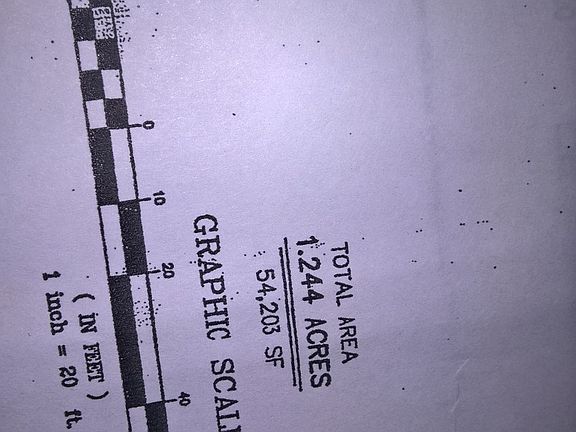 TOTAL AREA
1.244 ACRES
54,203 SF
GRAPHIC SCAL
0 10 20 40
( IN FEET )
1 inch = 20 ft.